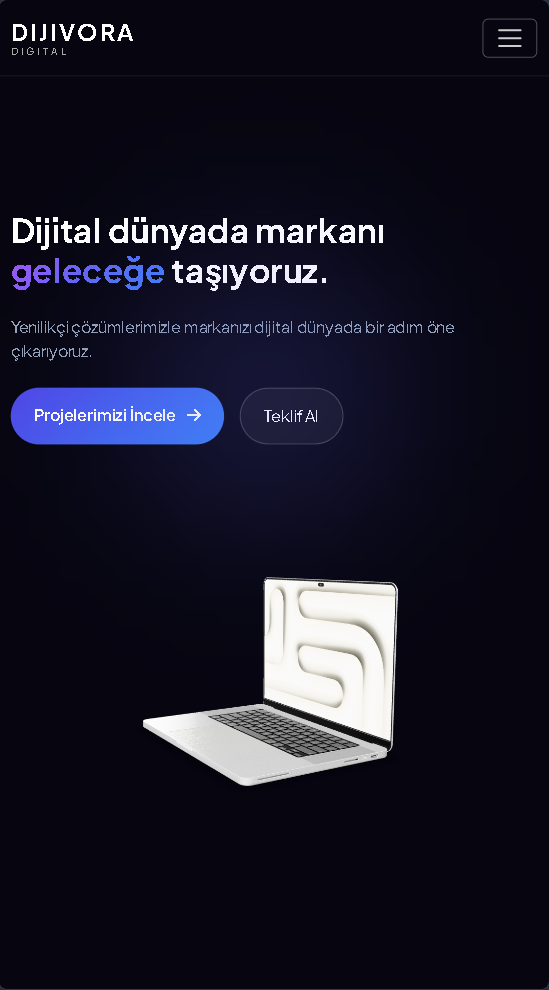 DIJIVORA
DIGITAL
Dijital dünyada markanı
geleceğe taşıyoruz.
Yenilikçi çözümlerimizle markanızı dijital dünyada bir adım öne
çıkarıyoruz.
Projelerimizi İncele →
Teklif Al